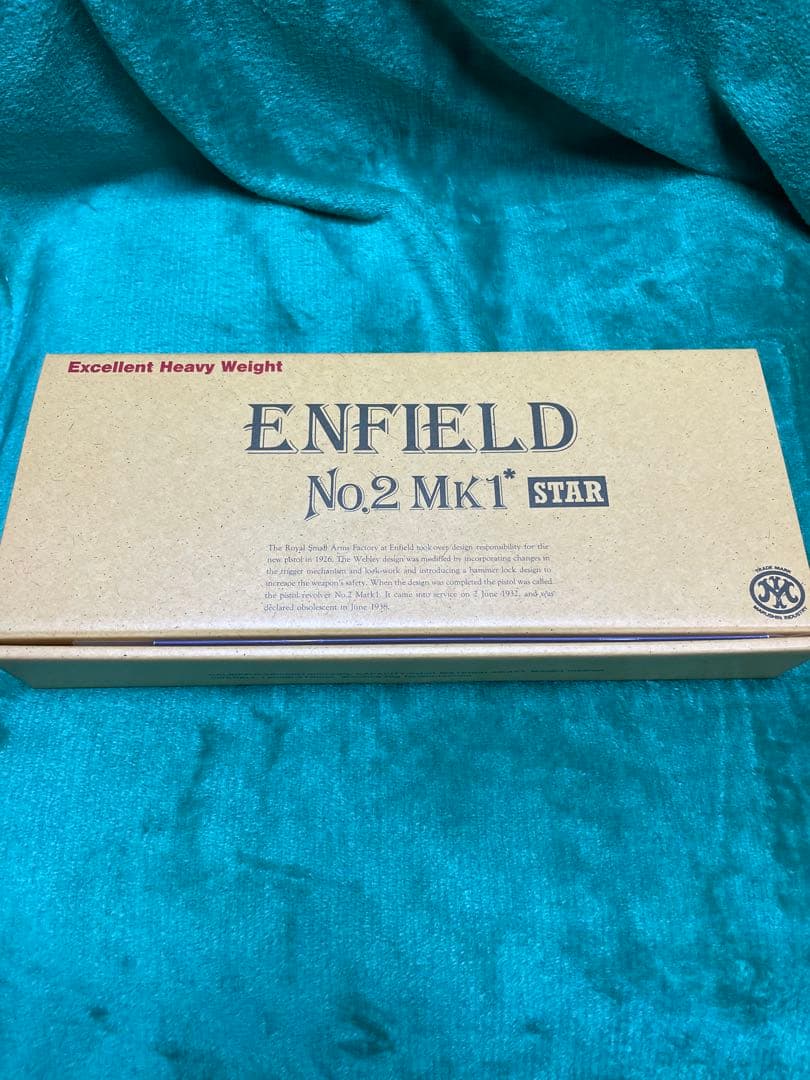 Excellent Heavy Weight
ENFIELD
No.2 MK1* STAR
The Royal Small Arms Factory at Enfield took over design responsibility for the
new pistol in 1926. The Webley design was modified by incorporating changes in
the trigger mechanism and lock-work and introducing a hammer lock design to
increase the weapon's safety. When the design was completed the pistol was called
the pistol revolver No.2 Mark1. It came into service on 2 June 1932, and was
declared obsolescent in June 1938.
TRADE MARK
MARUSHIN INDUSTRY